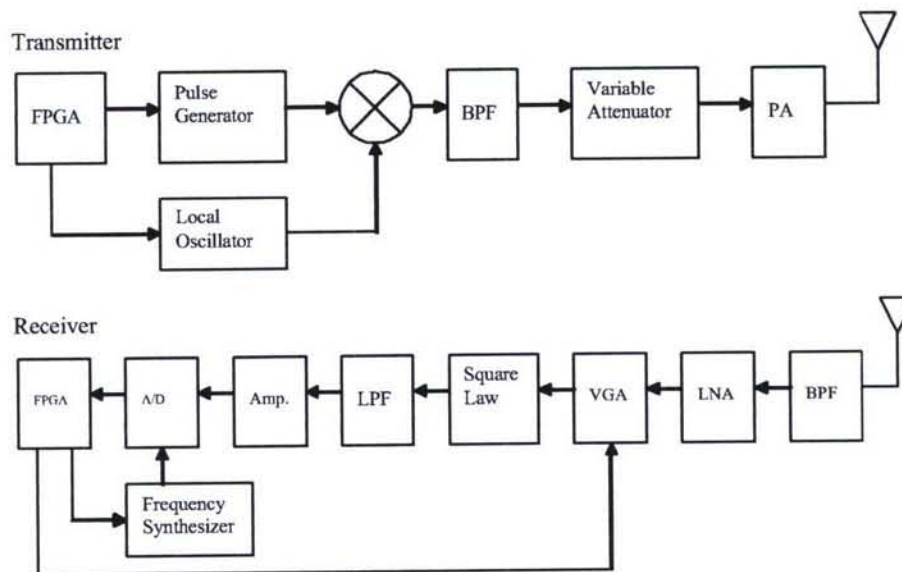 Transmitter
FPGA
Pulse
Generator
BPF
Variable
Attenuator
PA
Local
Oscillator
Receiver
FPGA
A/D
Amp.
LPF
Square
Law
VGA
LNA
BPF
Frequency
Synthesizer